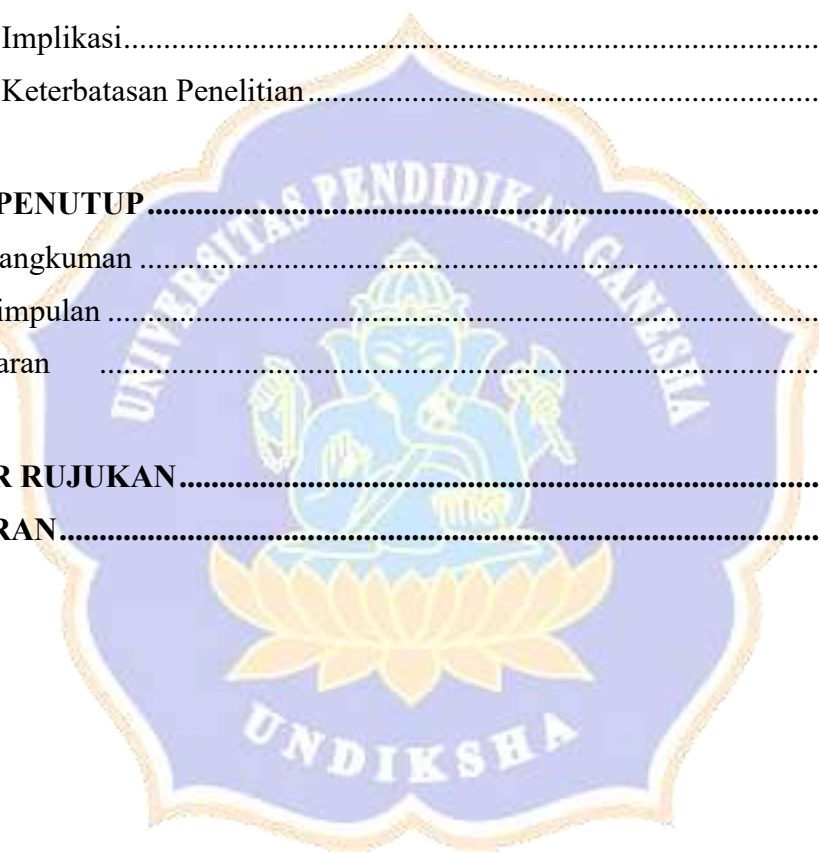 Implikasi..........................................................................................
Keterbatasan Penelitian..................................................................
PENUTUP.......................................................................................
angkuman ........................................................................................
impulan ............................................................................................
aran ............................................................................................
R RUJUKAN...................................................................................
RAN................................................................................................
UNIVERSITAS PENDIDIKAN GANESHA
UNDIKSHA